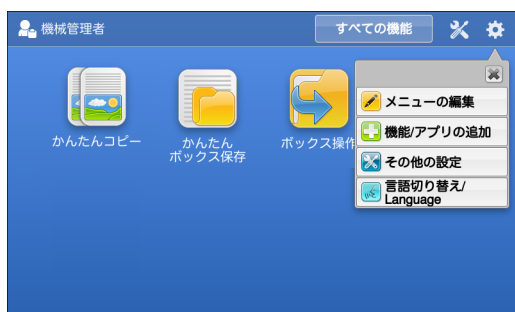 機械管理者
すべての機能
メニューの編集
機能/アプリの追加
その他の設定
言語切り替え/
Language
かんたんコピー
かんたん
ボックス保存
ボックス操作